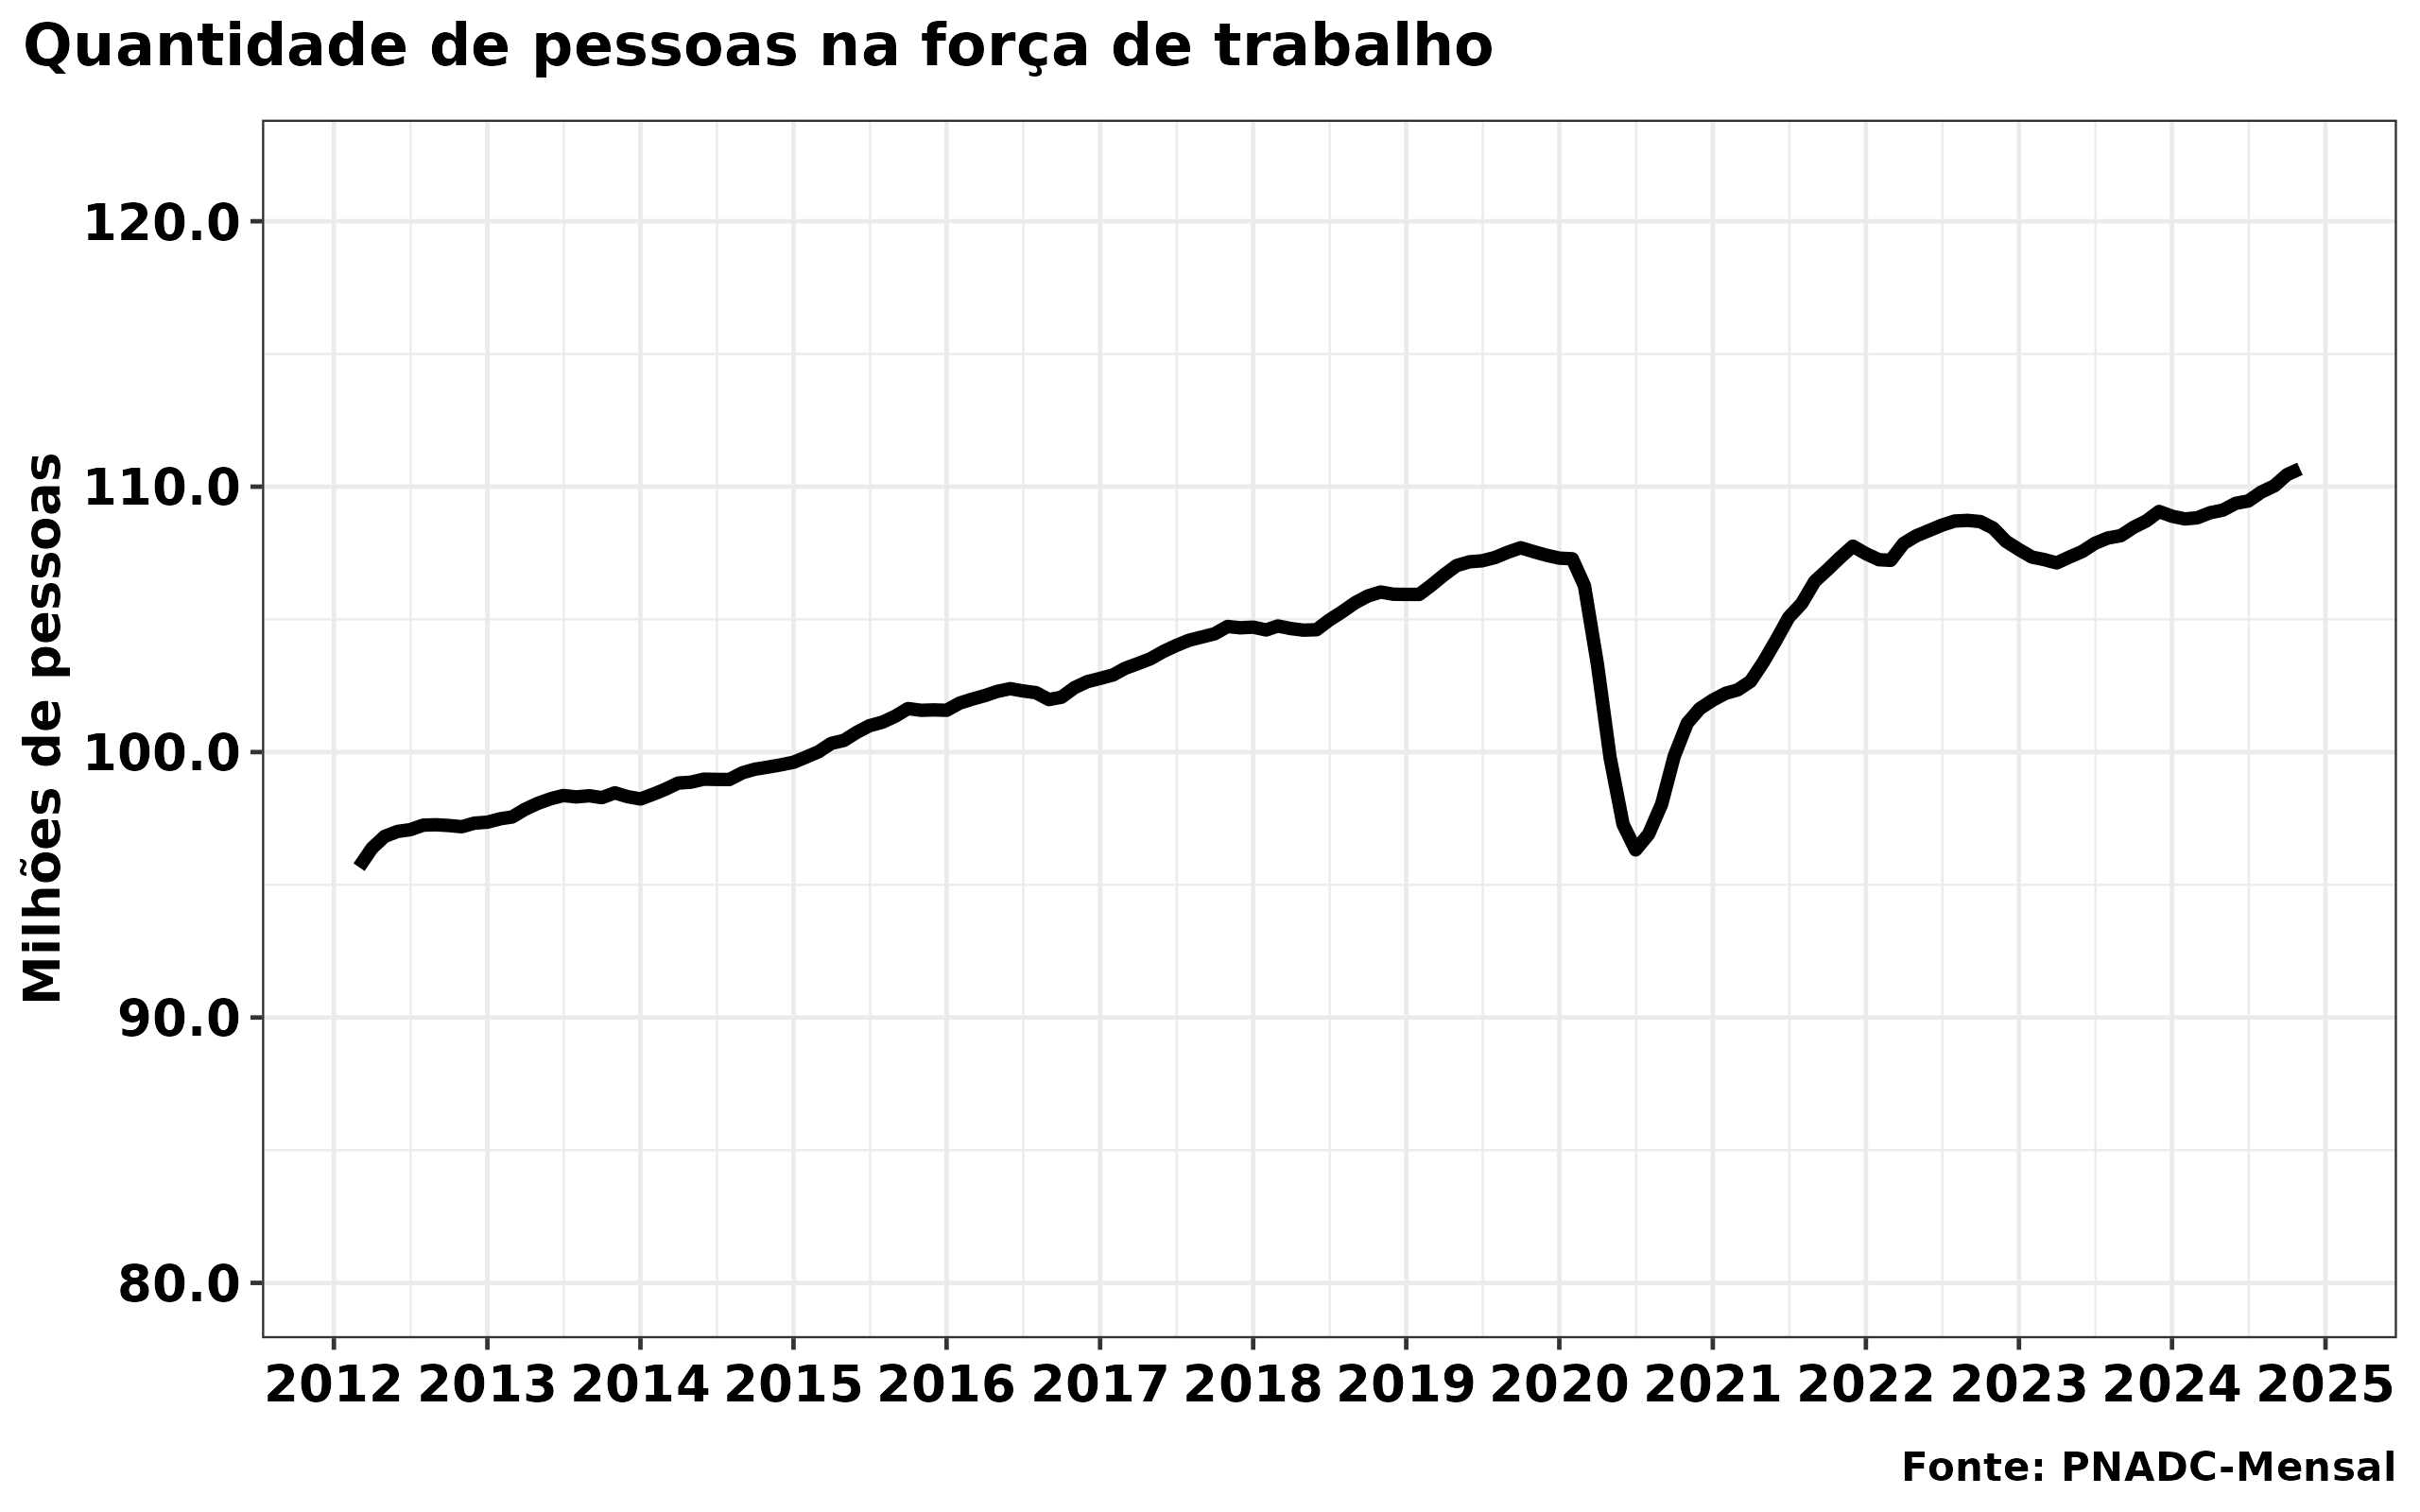 Quantidade de pessoas na força de trabalho
Milhões de pessoas
120.0
110.0
100.0
90.0
80.0
2012 2013 2014 2015 2016 2017 2018 2019 2020 2021 2022 2023 2024 2025
Fonte: PNADC-Mensal